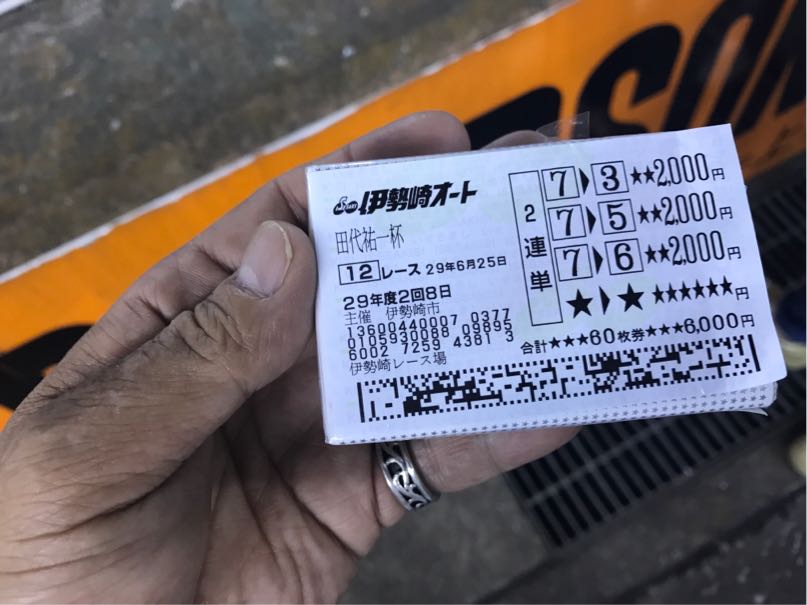 伊勢崎オート
田代祐一杯
12レース 29年6月25日
29年度2回8日
主催 伊勢崎市
13600440007 0377
0105930088 09895
6002 7259 4381 3
伊勢崎レース場
2連単
7▶3 ★★2,000円
7▶5 ★★2,000円
7▶6 ★★2,000円
★▶★ ★★★★★★円
合計★★★60枚券★★★6,000円